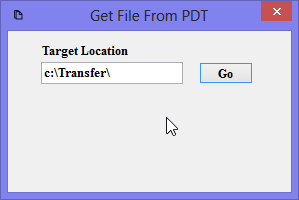 Get File From PDT
Target Location
c:\Transfer\
Go